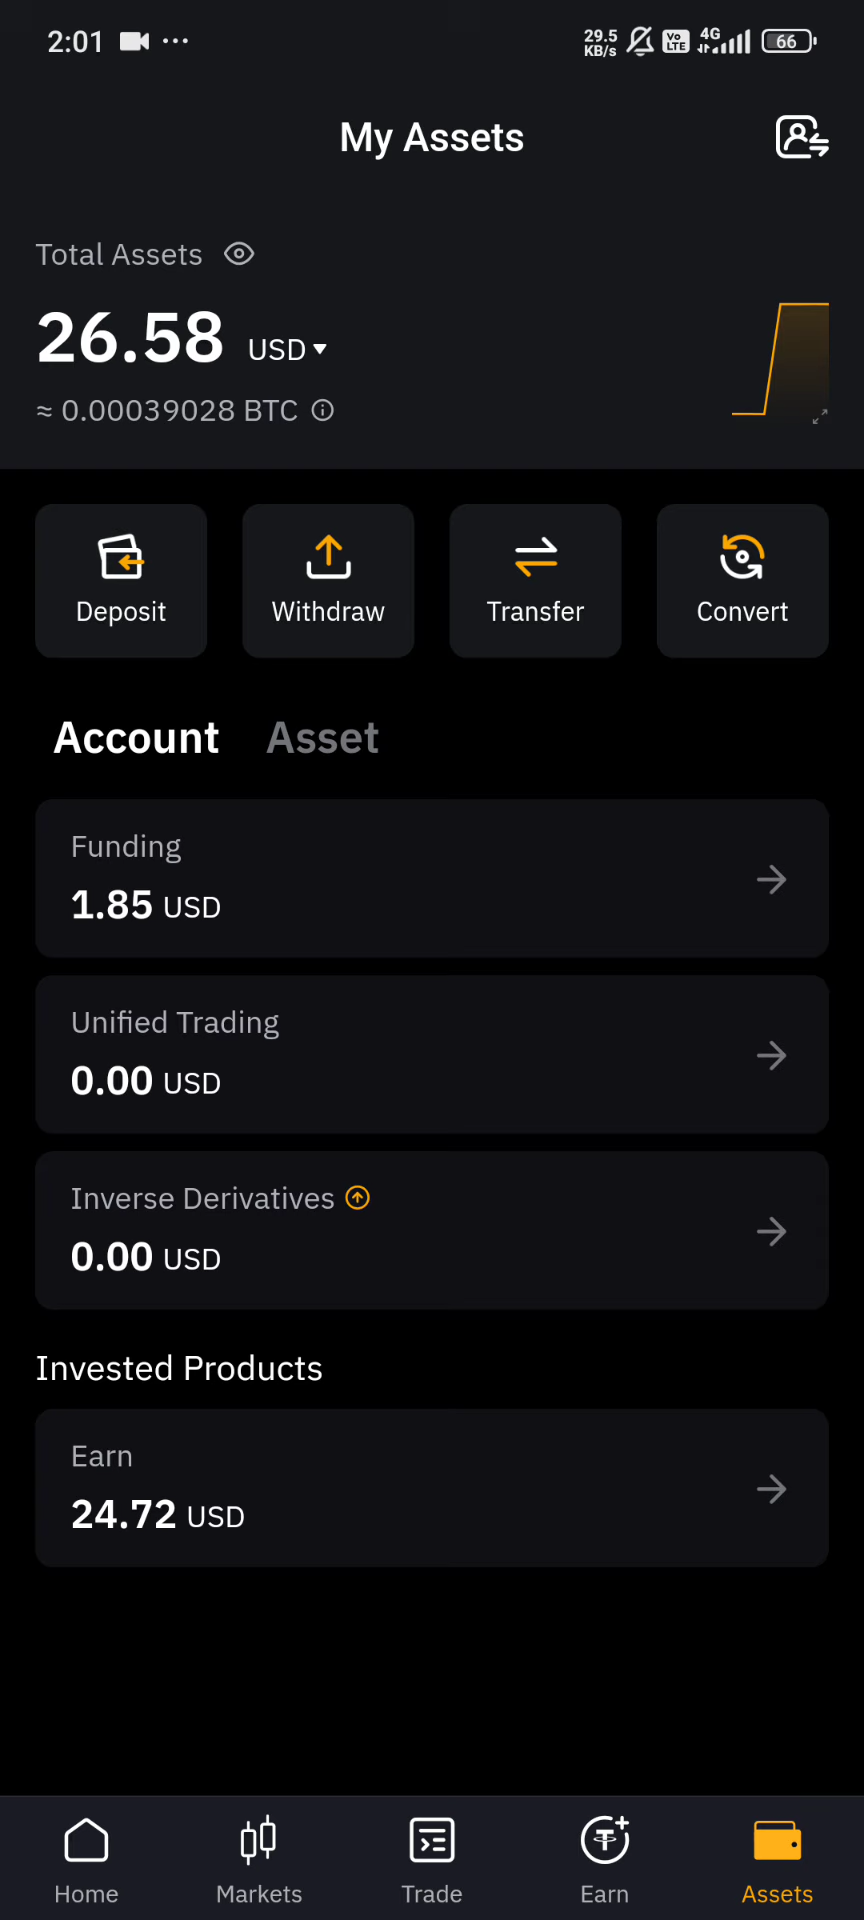 2:01
29.5 KB/s
Vo LTE
4G
66
My Assets
Total Assets
26.58 USD
≈ 0.00039028 BTC
Deposit Withdraw Transfer Convert
Account Asset
Funding
1.85 USD
Unified Trading
0.00 USD
Inverse Derivatives
0.00 USD
Invested Products
Earn
24.72 USD
Home Markets Trade Earn Assets